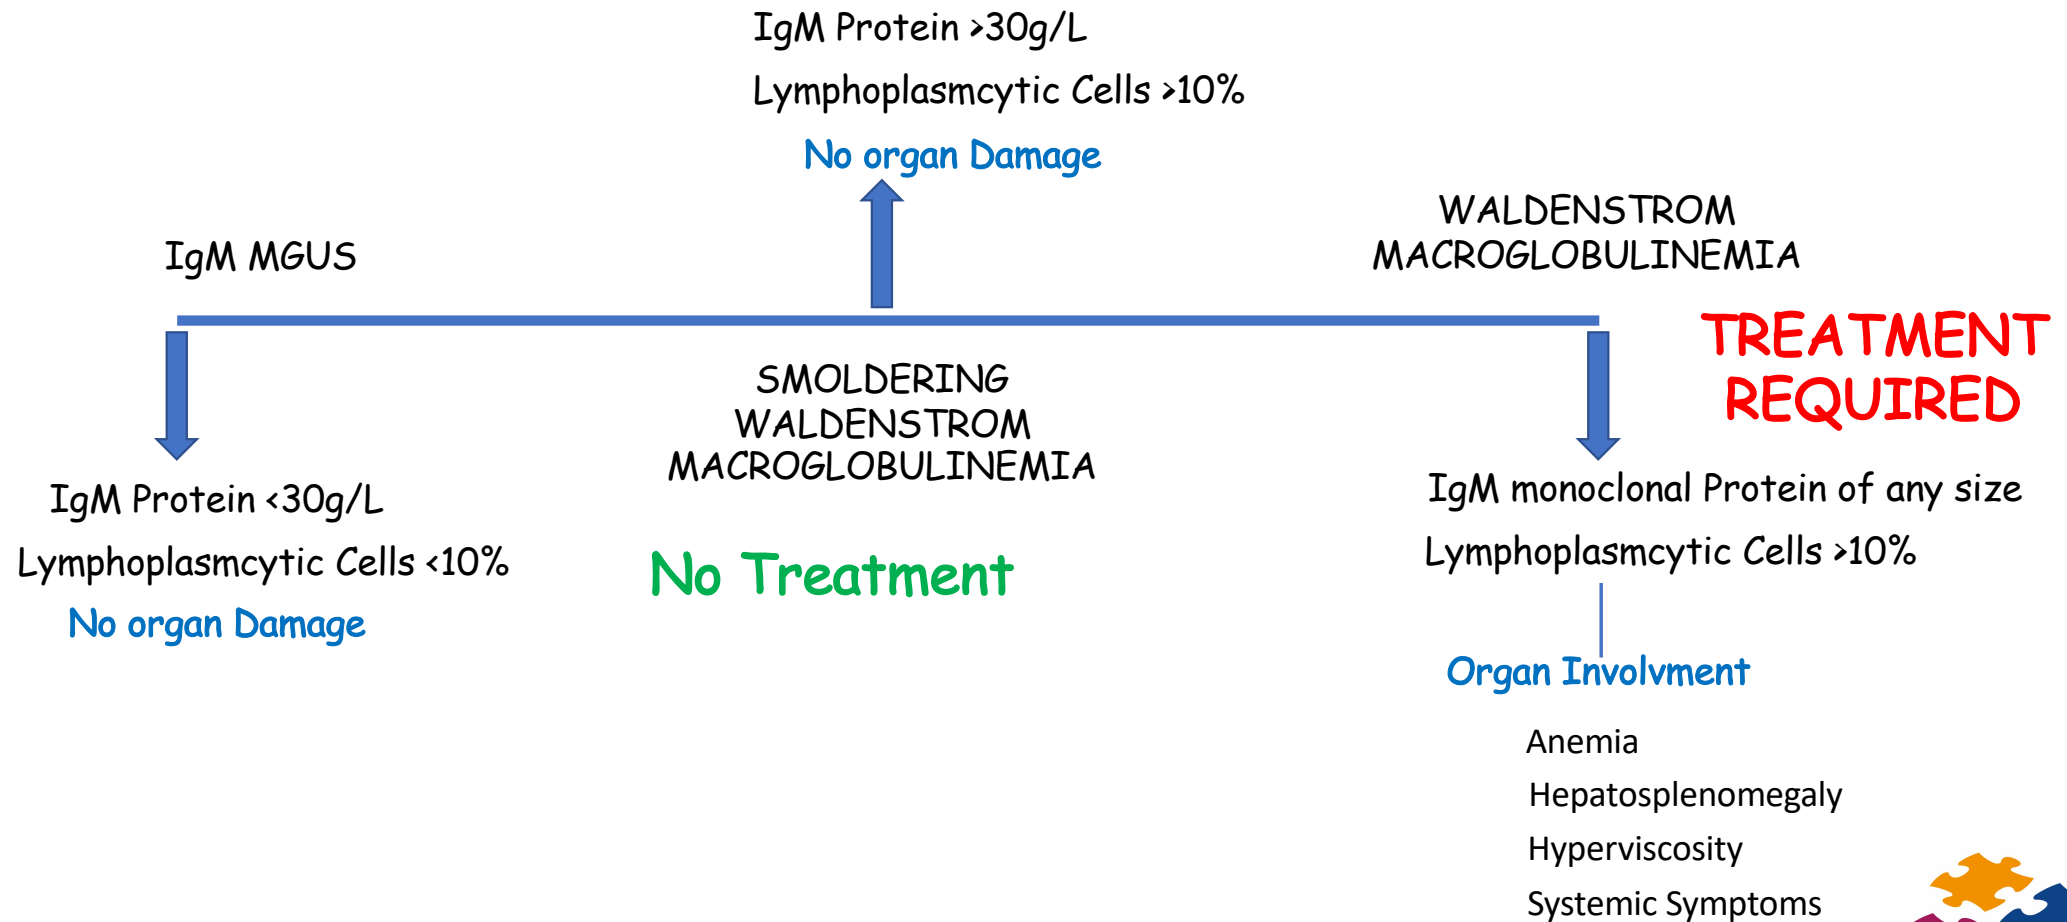 IgM Protein >30g/L
Lymphoplasmcytic Cells >10%
No organ Damage
IgM MGUS
WALDENSTROM
MACROGLOBULINEMIA
TREATMENT
REQUIRED
SMOLDERING
WALDENSTROM
MACROGLOBULINEMIA
No Treatment
IgM Protein <30g/L
Lymphoplasmcytic Cells <10%
No organ Damage
IgM monoclonal Protein of any size
Lymphoplasmcytic Cells >10%
Organ Involvment
Anemia
Hepatosplenomegaly
Hyperviscosity
Systemic Symptoms